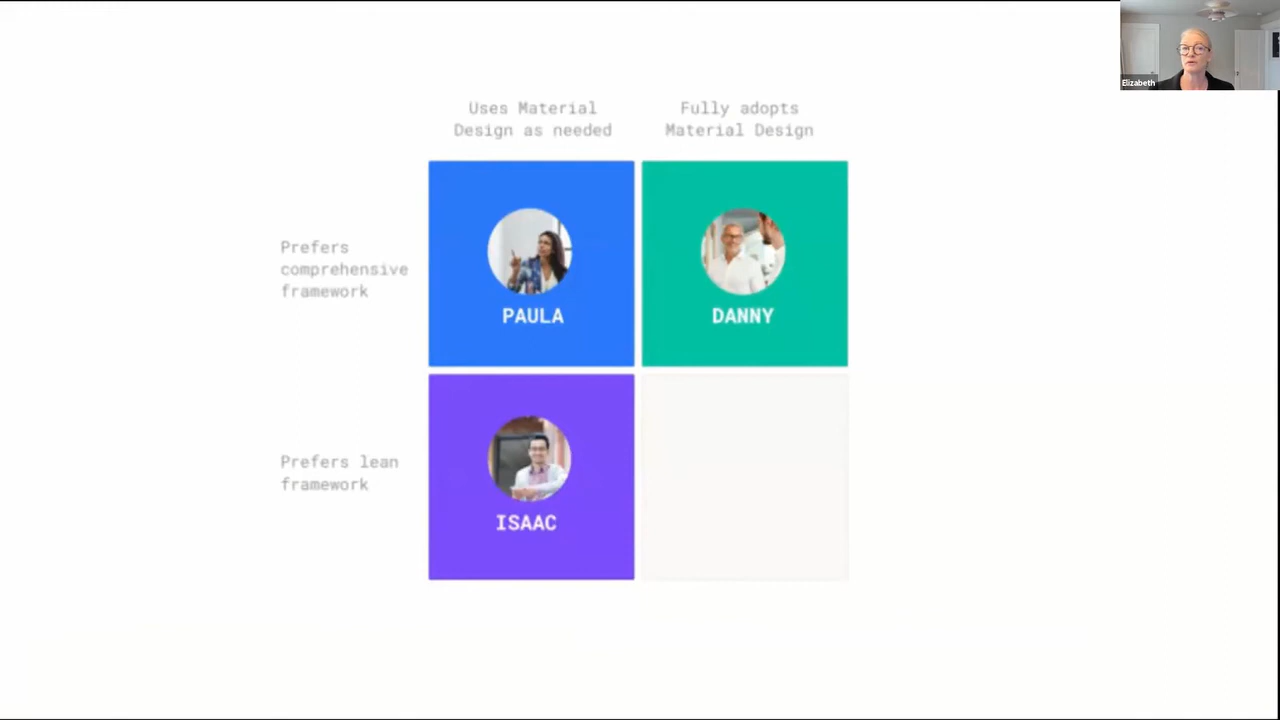 Elizabeth
Uses Material
Design as needed
Fully adopts
Material Design
Prefers
comprehensive
framework
PAULA
DANNY
Prefers lean
framework
ISAAC